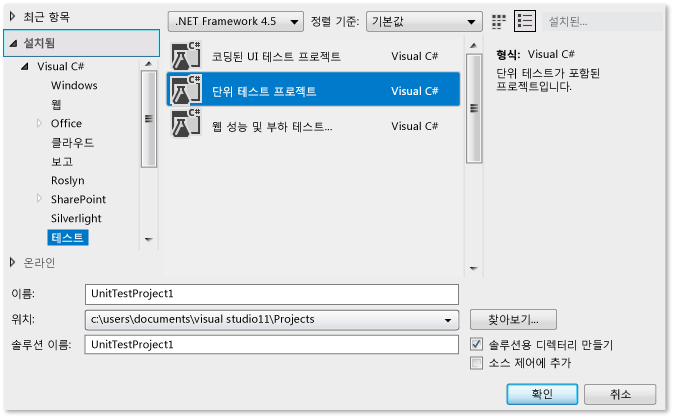 최근 항목
.NET Framework 4.5
정렬 기준:
기본값
설치된...
설치됨
Visual C#
Windows
웹
Office
클라우드
보고
Roslyn
SharePoint
Silverlight
테스트
온라인
C#
코딩된 UI 테스트 프로젝트
Visual C#
C#
단위 테스트 프로젝트
Visual C#
C#
웹 성능 및 부하 테스트...
Visual C#
형식: Visual C#
단위 테스트가 포함된
프로젝트입니다.
이름:
UnitTestProject1
위치:
c:\users\documents\visual studio11\Projects
찾아보기...
솔루션 이름:
UnitTestProject1
솔루션용 디렉터리 만들기
소스 제어에 추가
확인
취소